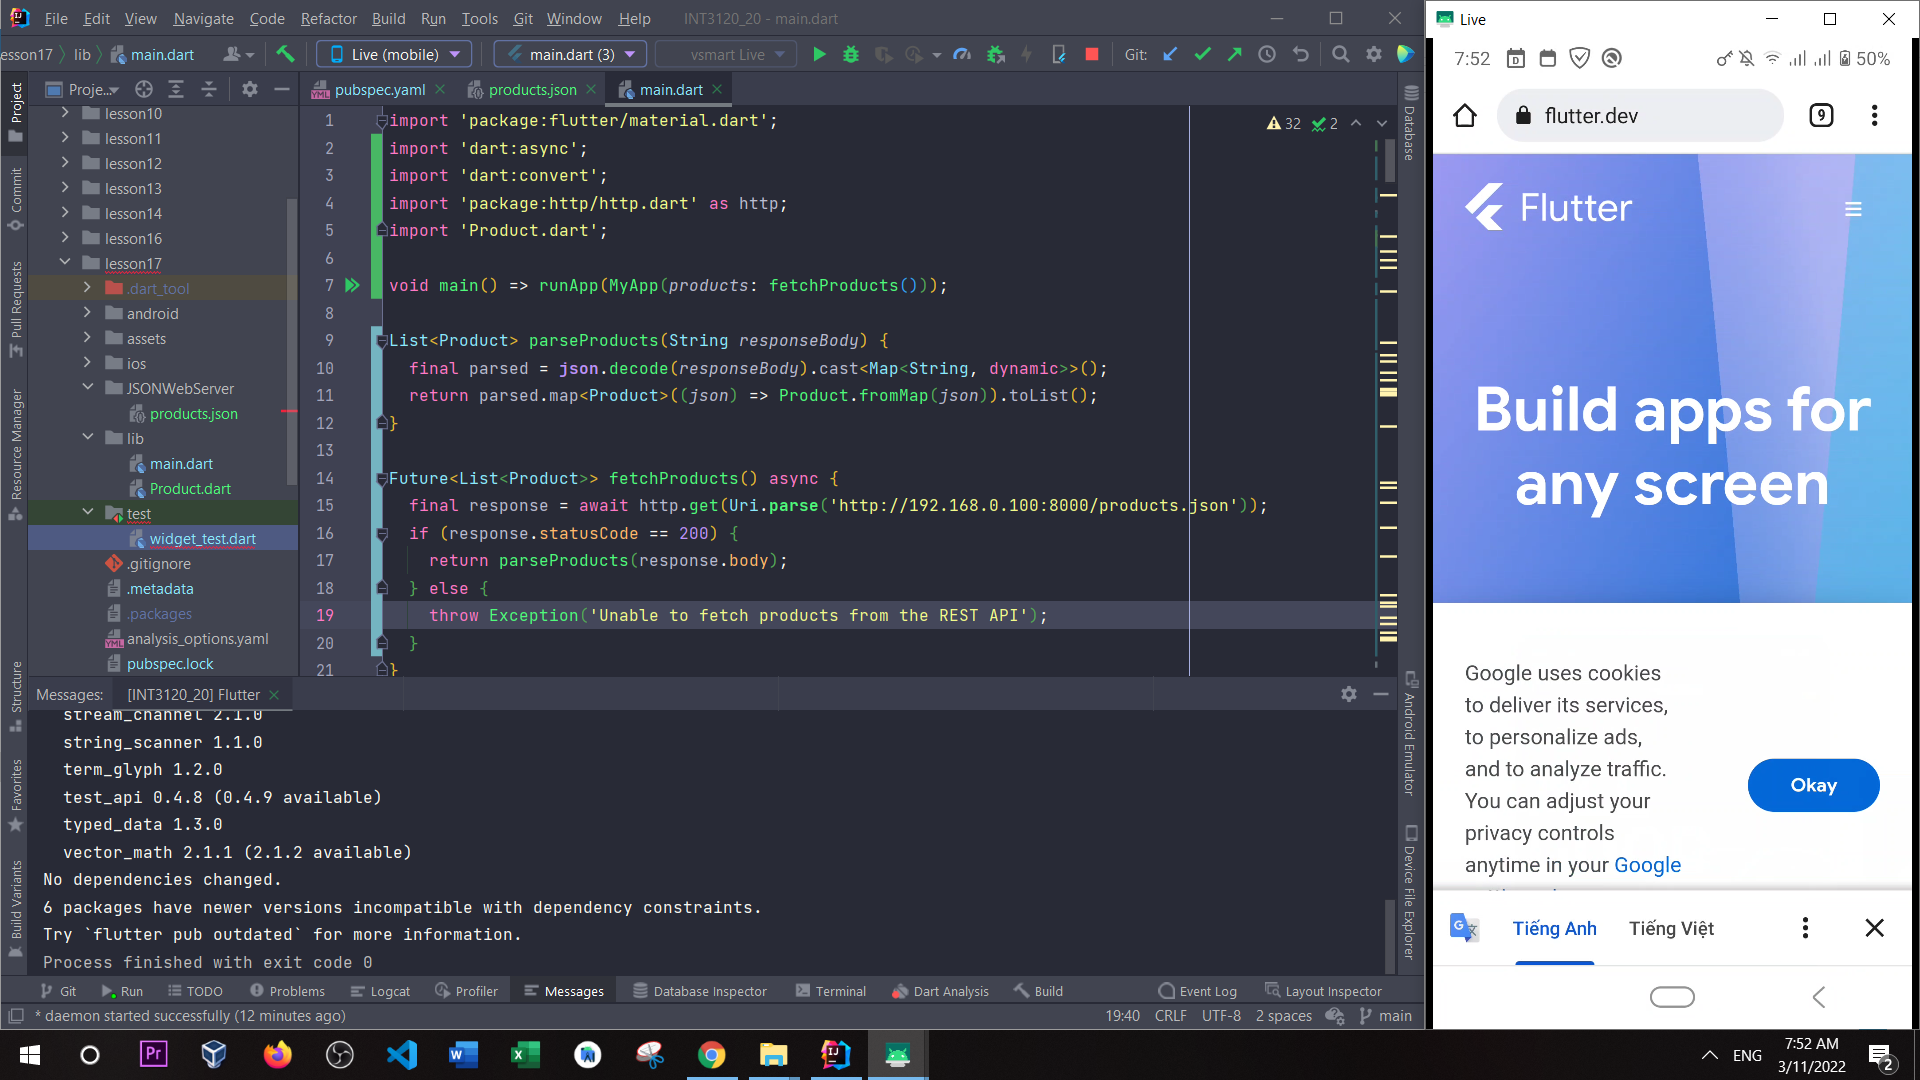 File Edit View Navigate Code Refactor Build Run Tools Git Window Help INT3120_20 - main.dart
esson17 lib main.dart Live (mobile) main.dart (3) vsmart Live Git:
Proje...
pubspec.yaml products.json main.dart
Project
Commit
Pull Requests
Resource Manager
Structure
Favorites
Build Variants
lesson10
lesson11
lesson12
lesson13
lesson14
lesson16
lesson17
.dart_tool
android
assets
ios
JSONWebServer
products.json
lib
main.dart
Product.dart
test
widget_test.dart
.gitignore
.metadata
.packages
analysis_options.yaml
pubspec.lock
32 2
1 import 'package:flutter/material.dart';
2 import 'dart:async';
3 import 'dart:convert';
4 import 'package:http/http.dart' as http;
5 import 'Product.dart';
6
7 void main() => runApp(MyApp(products: fetchProducts()));
8
9 List<Product> parseProducts(String responseBody) {
10 final parsed = json.decode(responseBody).cast<Map<String, dynamic>>();
11 return parsed.map<Product>((json) => Product.fromMap(json)).toList();
12 }
13
14 Future<List<Product>> fetchProducts() async {
15 final response = await http.get(Uri.parse('http://192.168.0.100:8000/products.json'));
16 if (response.statusCode == 200) {
17 return parseProducts(response.body);
18 } else {
19 throw Exception('Unable to fetch products from the REST API');
20 }
21 }
Database
Android Emulator
Device File Explorer
Messages: [INT3120_20] Flutter
stream_channel 2.1.0
string_scanner 1.1.0
term_glyph 1.2.0
test_api 0.4.8 (0.4.9 available)
typed_data 1.3.0
vector_math 2.1.1 (2.1.2 available)
No dependencies changed.
6 packages have newer versions incompatible with dependency constraints.
Try `flutter pub outdated` for more information.
Process finished with exit code 0
Git Run TODO Problems Logcat Profiler Messages Database Inspector Terminal Dart Analysis Build Event Log Layout Inspector
* daemon started successfully (12 minutes ago) 19:40 CRLF UTF-8 2 spaces main
Live
7:52 50%
flutter.dev 9
Flutter
Build apps for
any screen
Google uses cookies
to deliver its services,
to personalize ads,
and to analyze traffic.
You can adjust your
privacy controls
anytime in your Google
Okay
Tiếng Anh Tiếng Việt
ENG 7:52 AM
3/11/2022
2